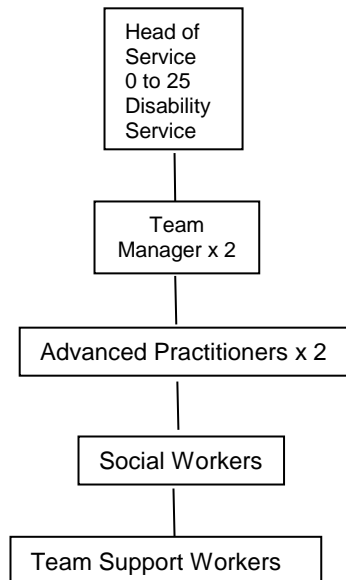 Head of
Service
0 to 25
Disability
Service
Team
Manager x 2
Advanced Practitioners x 2
Social Workers
Team Support Workers